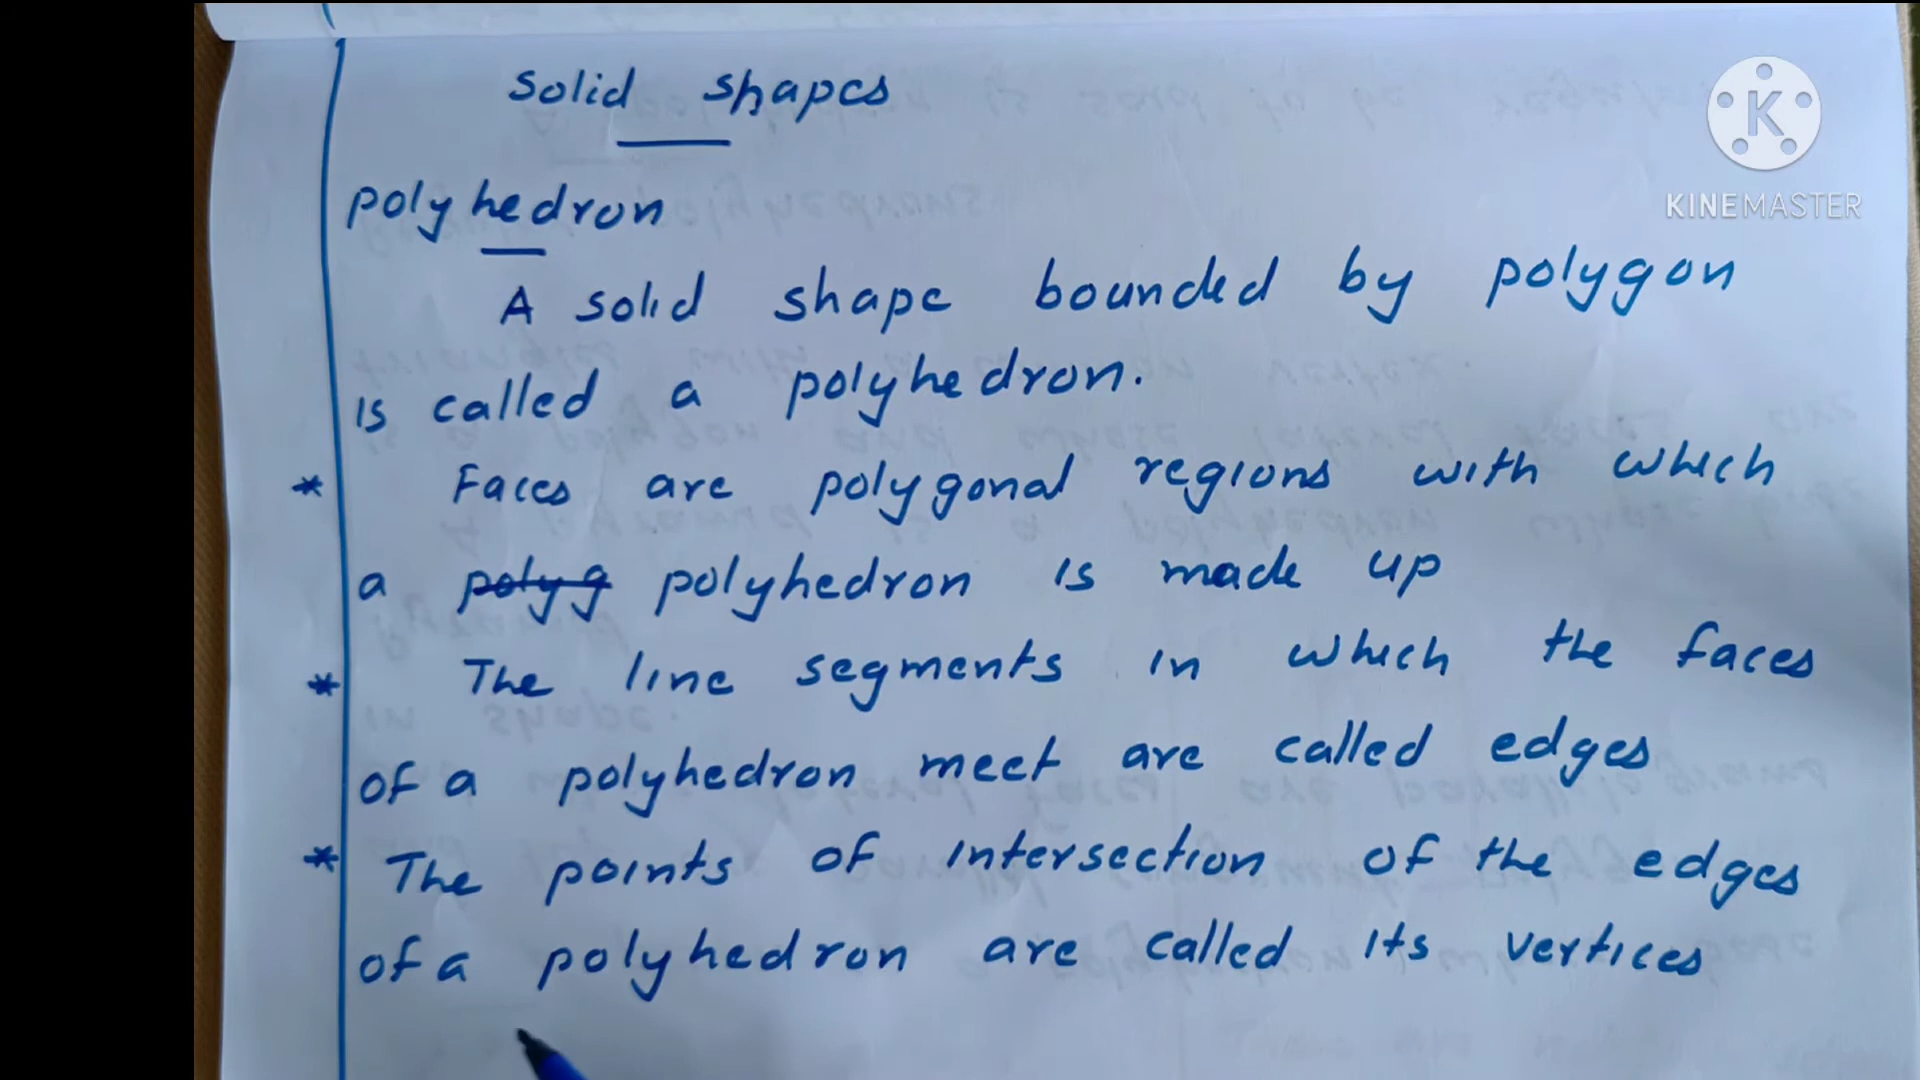 Solid shapes
polyhedron
A solid shape bounded by polygon
is called a polyhedron.
* Faces are polygonal regions with which
a polyg polyhedron is made up
* The line segments in which the faces
of a polyhedron meet are called edges
* The points of intersection of the edges
of a polyhedron are called its vertices
KINEMASTER